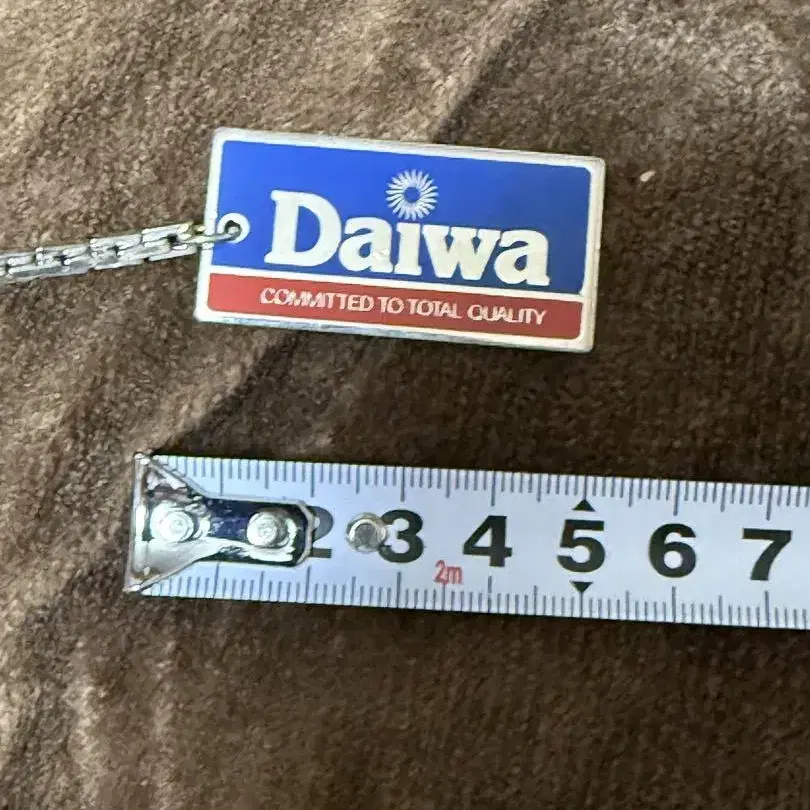 Daiwa
COMMITTED TO TOTAL QUALITY
2 3 4 5 6 7
2m